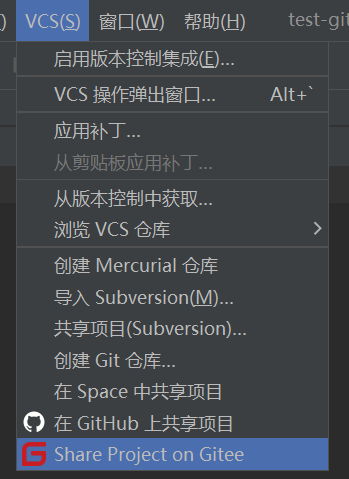 ) VCS(S) 窗口(W) 帮助(H) test-git
启用版本控制集成(E)...
VCS 操作弹出窗口... Alt+`
应用补丁...
从剪贴板应用补丁...
从版本控制中获取...
浏览 VCS 仓库
创建 Mercurial 仓库
导入 Subversion(M)...
共享项目(Subversion)...
创建 Git 仓库...
在 Space 中共享项目
在 GitHub 上共享项目
Share Project on Gitee